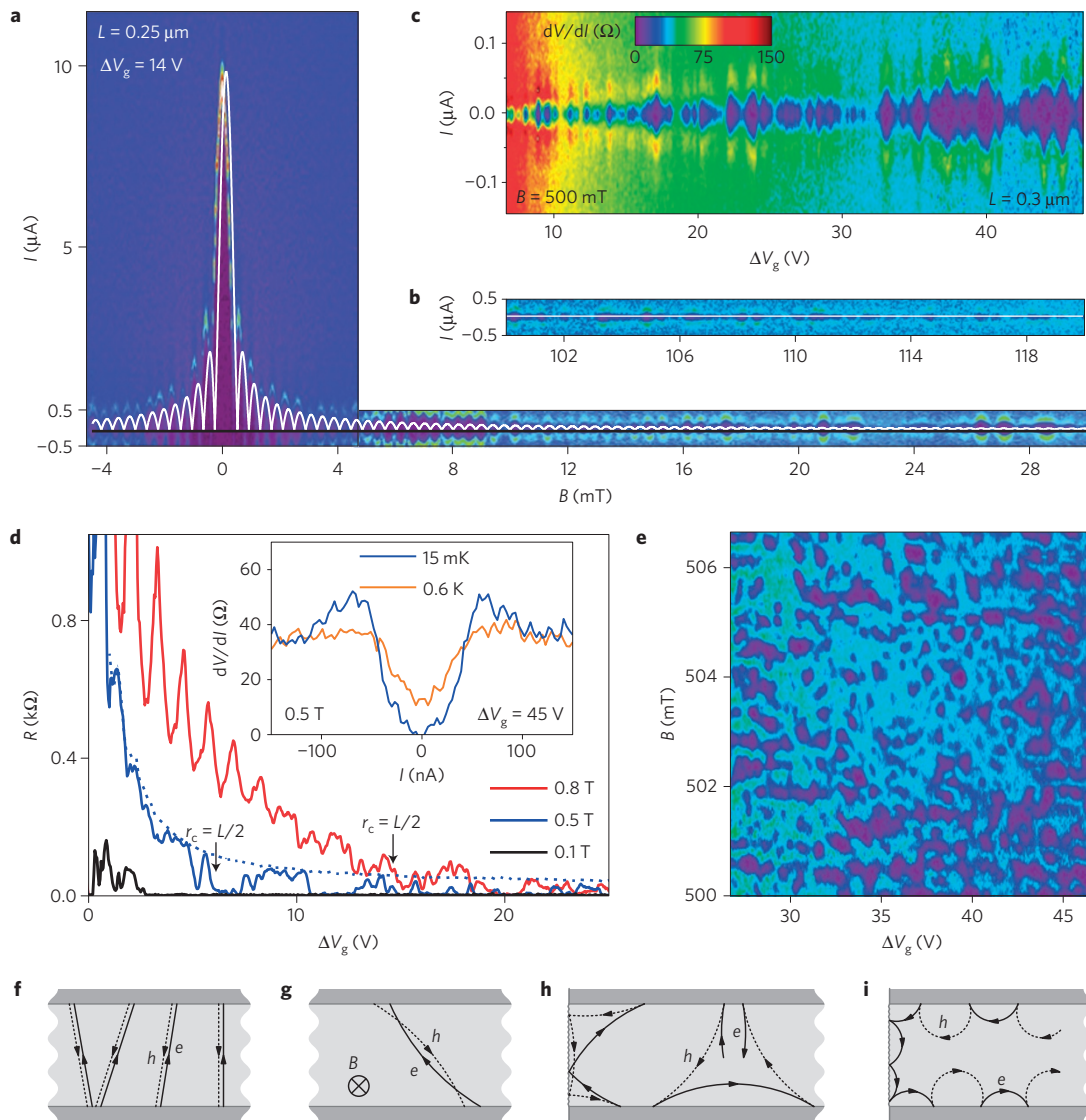 a
L = 0.25 μm
ΔVg = 14 V
10
5
0.5
−0.5
I (μA)
−4
0
4
8
12
16
20
24
28
B (mT)
c
dV/dI (Ω)
0
75
150
0.1
0.0
−0.1
I (μA)
B = 500 mT
L = 0.3 μm
10
20
30
40
ΔVg (V)
b
0.5
−0.5
I (μA)
102
106
110
114
118
d
0.8
0.4
0.0
R (kΩ)
0
10
20
ΔVg (V)
rc = L/2
rc = L/2
0.8 T
0.5 T
0.1 T
15 mK
0.6 K
60
40
20
0
dV/dI (Ω)
0.5 T
ΔVg = 45 V
−100
0
100
I (nA)
e
506
504
502
500
B (mT)
30
35
40
45
ΔVg (V)
f
h
e
g
B
h
e
h
h
e
i
h
e